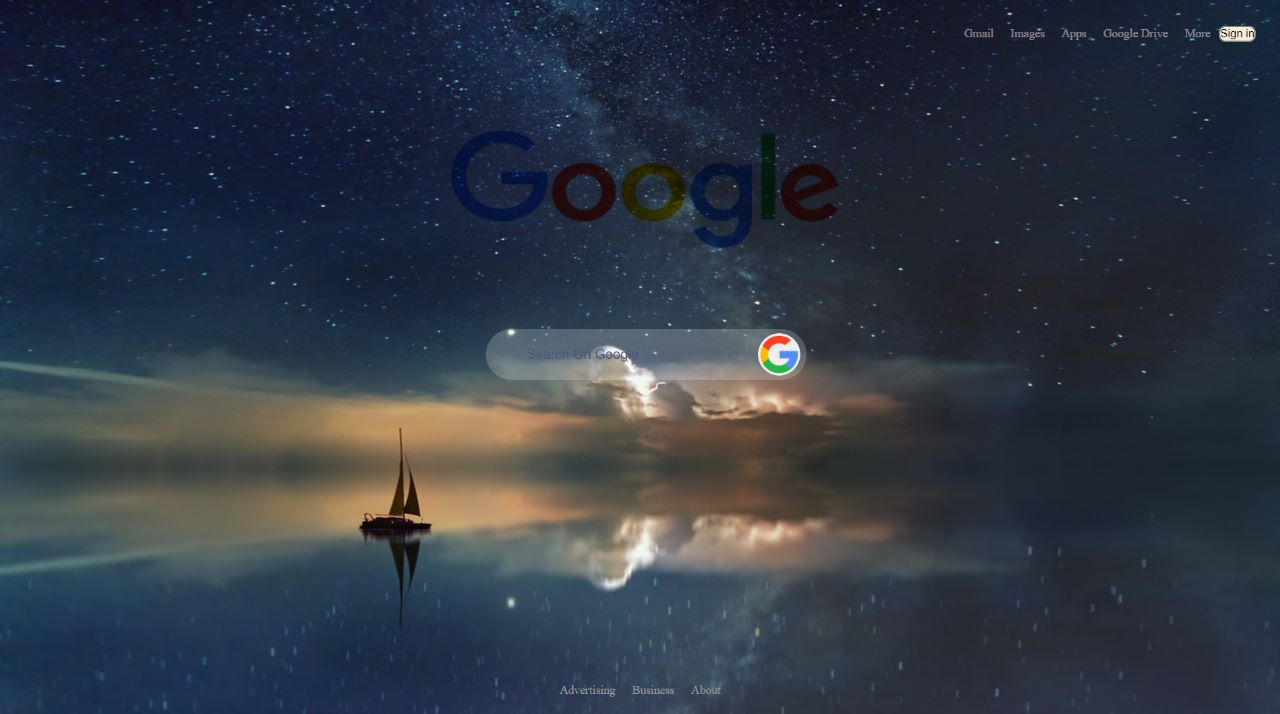 Gmail Images Apps Google Drive More Sign in
Google
Search On Google
G
Advertising Business About